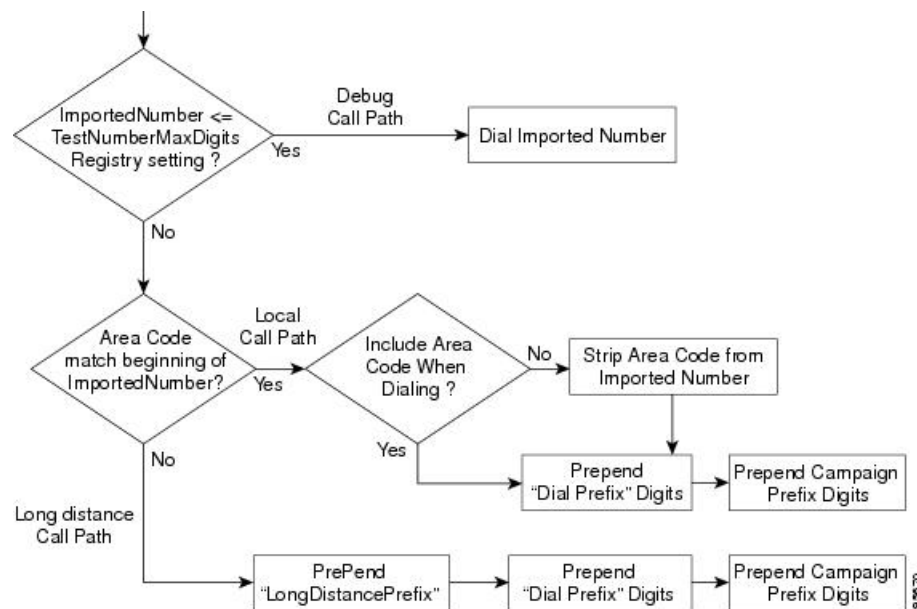 ImportedNumber <=
TestNumberMaxDigits
Registry setting ?
Debug
Call Path
Yes
Dial Imported Number
No
Area Code
match beginning of
ImportedNumber?
Local
Call Path
Yes
Include Area
Code When
Dialing ?
No
Strip Area Code from
Imported Number
Yes
Prepend
“Dial Prefix” Digits
Prepend Campaign
Prefix Digits
No
Long distance
Call Path
PrePend
“LongDistancePrefix”
Prepend
“Dial Prefix” Digits
Prepend Campaign
Prefix Digits